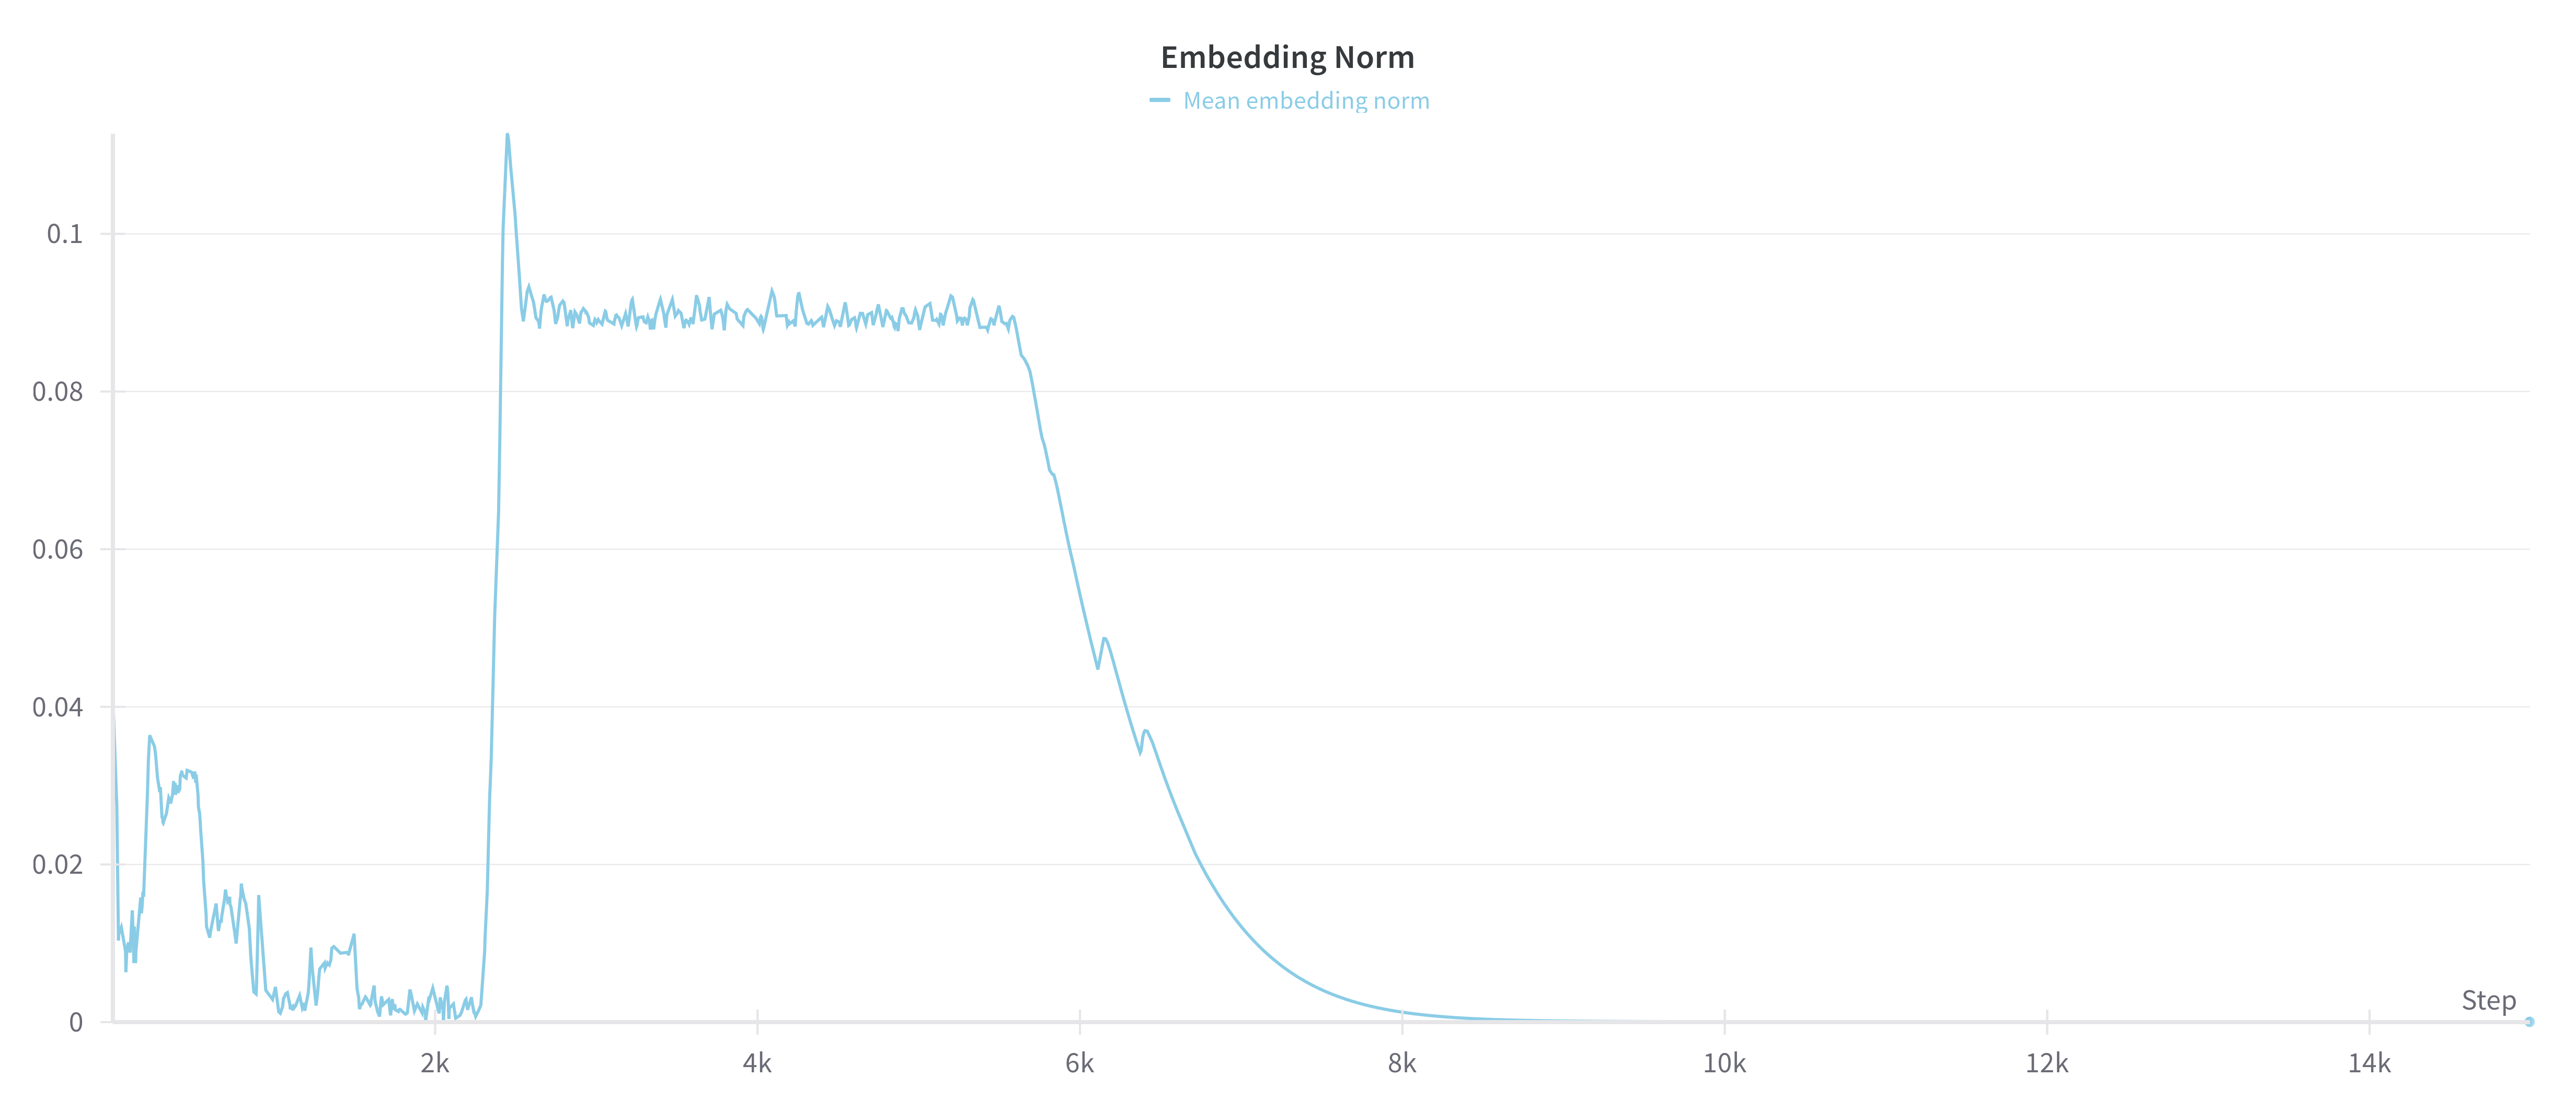 Embedding Norm
Mean embedding norm
0.1
0.08
0.06
0.04
0.02
0
Step
2k 4k 6k 8k 10k 12k 14k